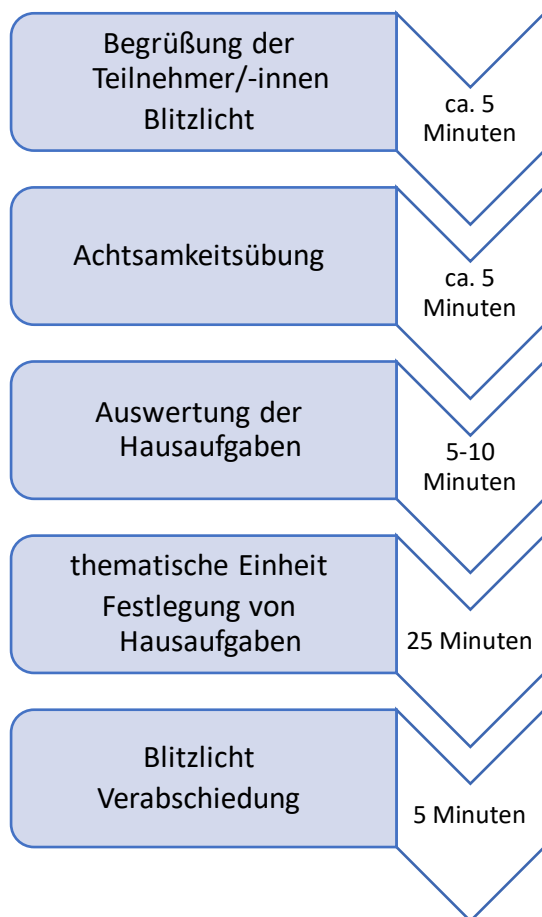 Begrüßung der
Teilnehmer/-innen
Blitzlicht
ca. 5
Minuten
Achtsamkeitsübung
ca. 5
Minuten
Auswertung der
Hausaufgaben
5-10
Minuten
thematische Einheit
Festlegung von
Hausaufgaben
25 Minuten
Blitzlicht
Verabschiedung
5 Minuten